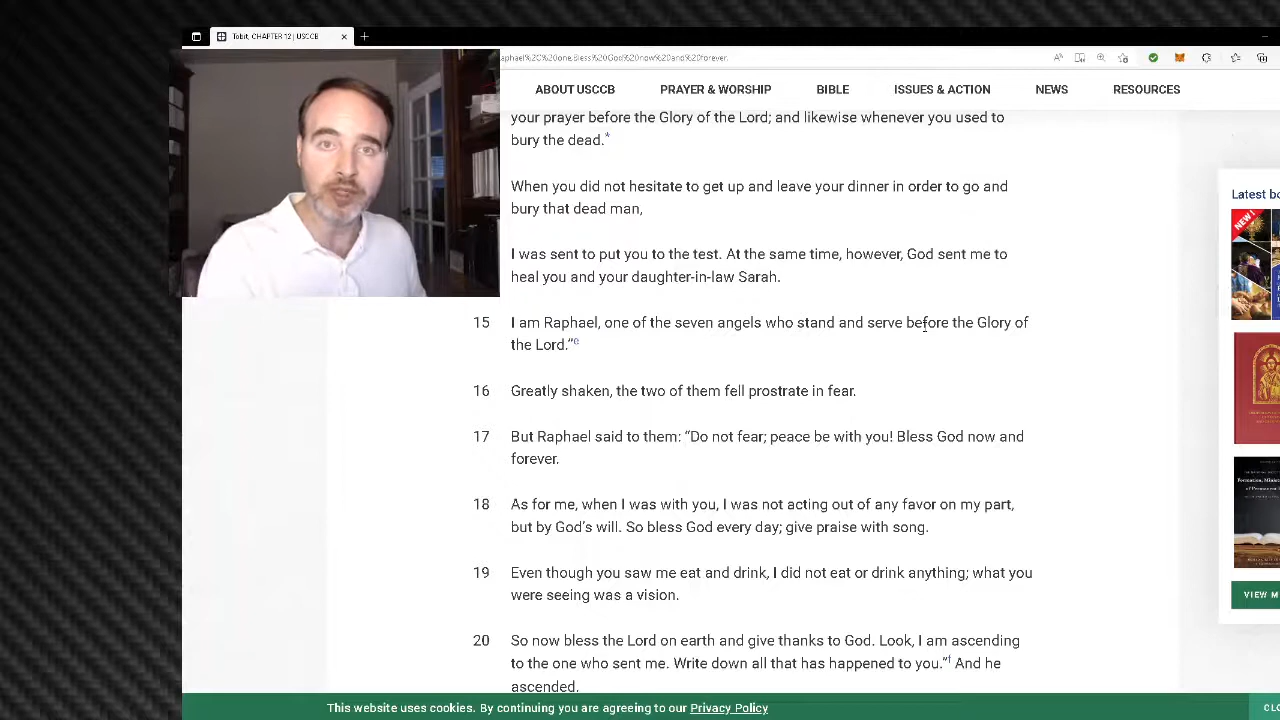 Tobit, CHAPTER 12 | USCCB
aphael%2C%20one.Bless%20God%20now%20and%20forever.
ABOUT USCCB PRAYER & WORSHIP BIBLE ISSUES & ACTION NEWS RESOURCES
your prayer before the Glory of the Lord; and likewise whenever you used to
bury the dead.*
When you did not hesitate to get up and leave your dinner in order to go and
bury that dead man,
I was sent to put you to the test. At the same time, however, God sent me to
heal you and your daughter-in-law Sarah.
15 I am Raphael, one of the seven angels who stand and serve before the Glory of
the Lord.”e
16 Greatly shaken, the two of them fell prostrate in fear.
17 But Raphael said to them: “Do not fear; peace be with you! Bless God now and
forever.
18 As for me, when I was with you, I was not acting out of any favor on my part,
but by God’s will. So bless God every day; give praise with song.
19 Even though you saw me eat and drink, I did not eat or drink anything; what you
were seeing was a vision.
20 So now bless the Lord on earth and give thanks to God. Look, I am ascending
to the one who sent me. Write down all that has happened to you.”f And he
ascended.
Latest bo
NEW!
VIEW M
This website uses cookies. By continuing you are agreeing to our Privacy Policy
CLO